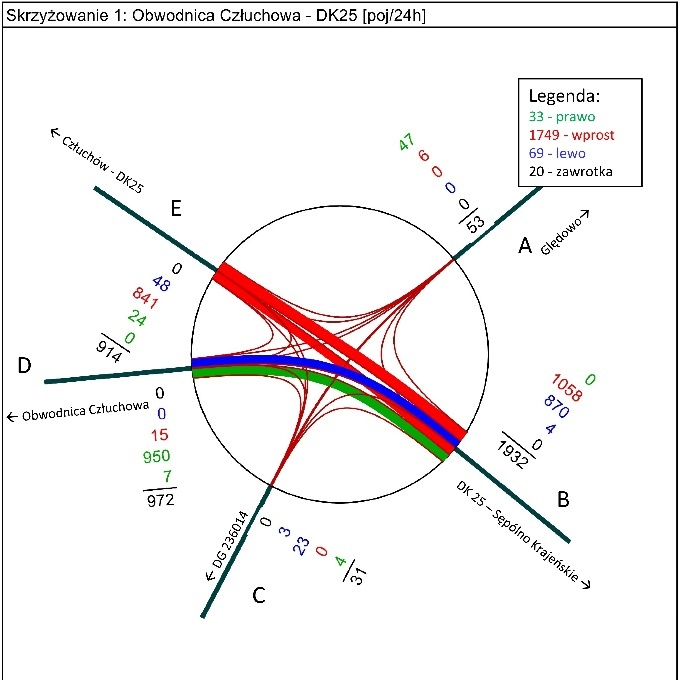 Skrzyżowanie 1: Obwodnica Człuchowa - DK25 [poj/24h]
Legenda:
33 - prawo
1749 - wprost
69 - lewo
20 - zawrotka
← Człuchów - DK25
E
47
6
0
0
0
53
A
Głędowo →
0
48
841
24
0
914
D
← Obwodnica Człuchowa
0
0
15
950
7
972
0
1058
870
4
0
1932
B
DK 25 – Sępólno Krajeńskie →
← DG 236014
0
3
23
0
4
31
C